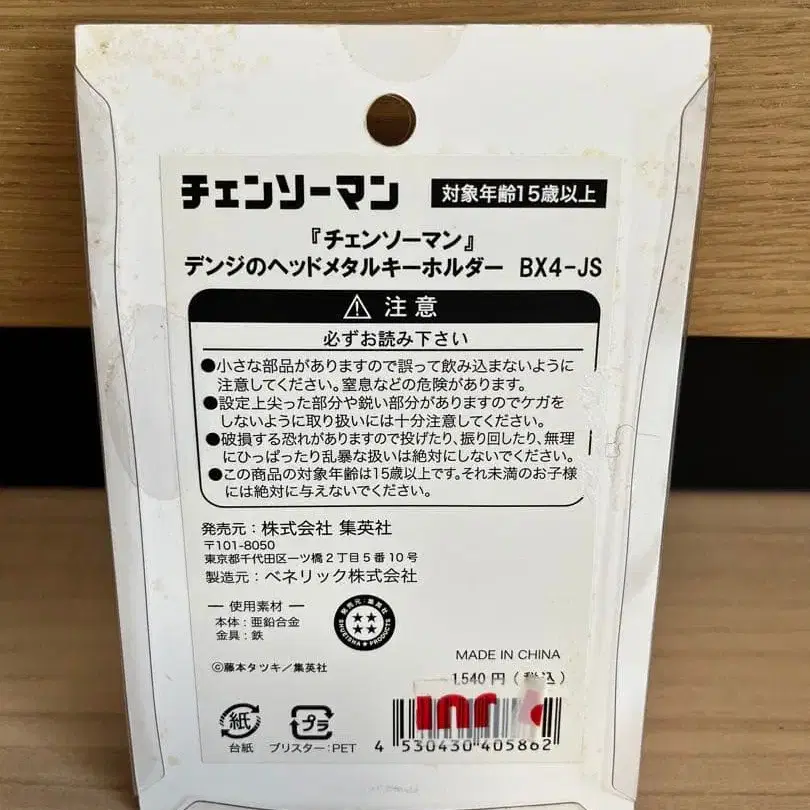 チェンソーマン 対象年齢15歳以上
『チェンソーマン』
デンジのヘッドメタルキーホルダー BX4-JS
⚠ 注意
必ずお読み下さい
●小さな部品がありますので誤って飲み込まないように
注意してください。窒息などの危険があります。
●設定上尖った部分や鋭い部分がありますのでケガを
しないように取り扱いには十分注意してください。
●破損する恐れがありますので投げたり、振り回したり、無理
にひっぱったり乱暴な扱いは絶対にしないでください。
●この商品の対象年齢は15歳以上です。それ未満のお子様
には絶対に与えないでください。
発売元：株式会社 集英社
〒101-8050
東京都千代田区一ツ橋2丁目5番10号
製造元：ベネリック株式会社
― 使用素材 ―
本体：亜鉛合金
金具：鉄
発売元：集英社
SHUEISHA PRODUCTS
©藤本タツキ／集英社
MADE IN CHINA
1,540円（税込）
紙
台紙
プラ
ブリスター：PET
4 530430 405862